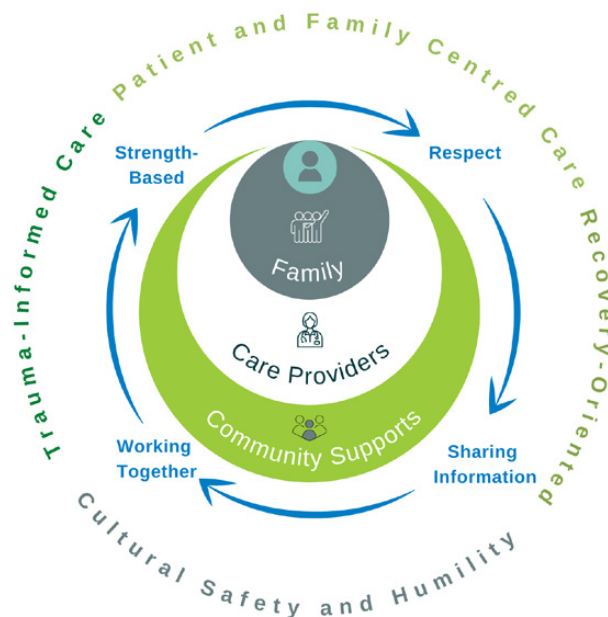 Patient and Family Centred Care
Recovery-Oriented
Trauma-Informed Care
Strength-
Based
Respect
Family
Care Providers
Community Supports
Working
Together
Sharing
Information
Cultural Safety and Humility